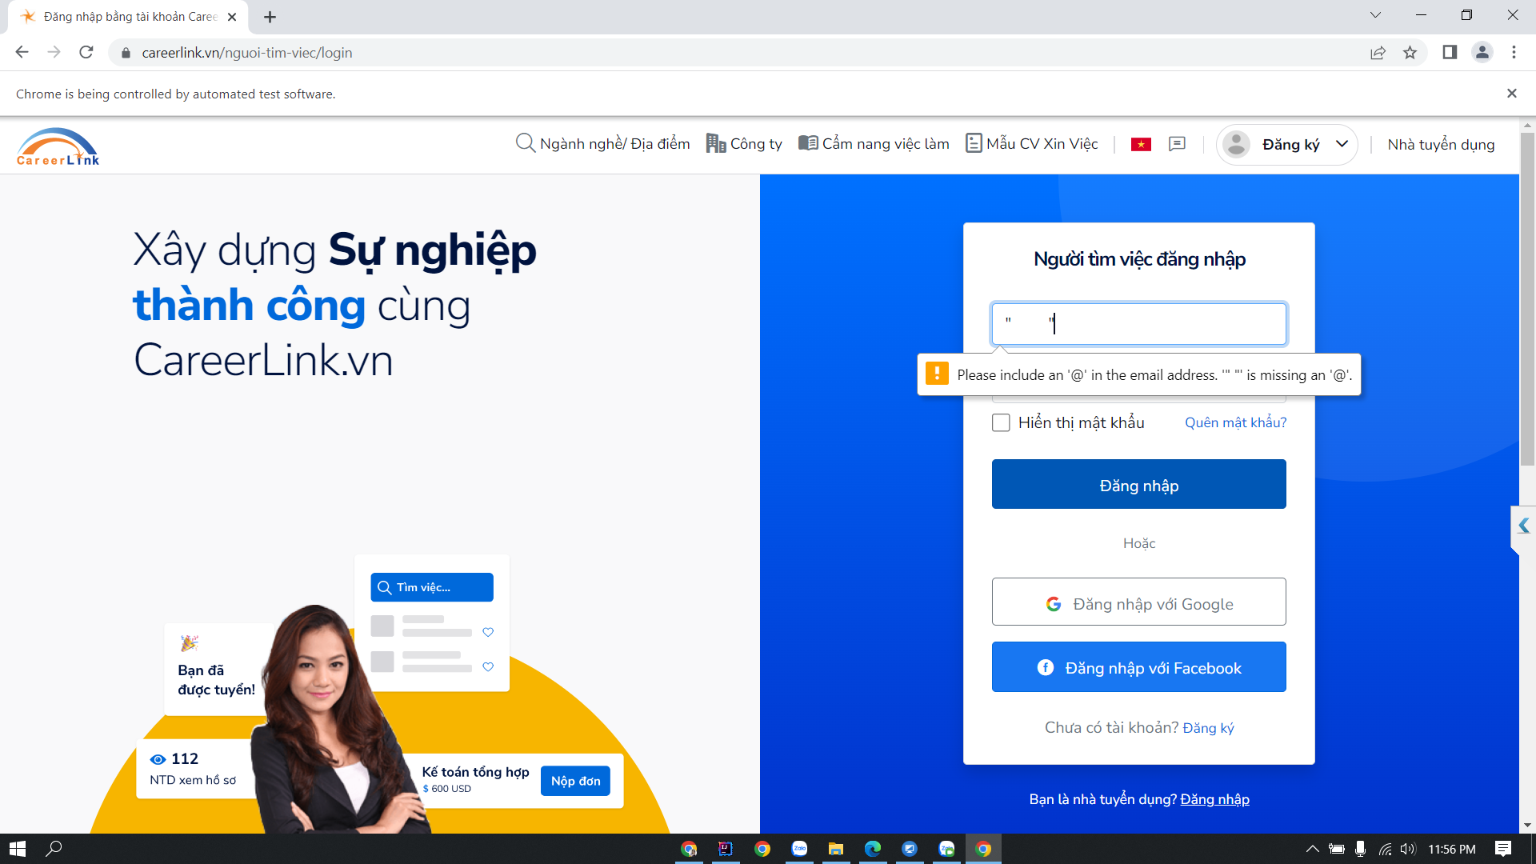 Đăng nhập bằng tài khoản Caree
careerlink.vn/nguoi-tim-viec/login
Chrome is being controlled by automated test software.
CareerLink
Ngành nghề/ Địa điểm
Công ty
Cẩm nang việc làm
Mẫu CV Xin Việc
Đăng ký
Nhà tuyển dụng
Xây dựng Sự nghiệp
thành công cùng
CareerLink.vn
Tìm việc...
Bạn đã
được tuyển!
112
NTD xem hồ sơ
Kế toán tổng hợp
$ 600 USD
Nộp đơn
Người tìm việc đăng nhập
" "
Please include an '@' in the email address. '" "' is missing an '@'.
Hiển thị mật khẩu
Quên mật khẩu?
Đăng nhập
Hoặc
Đăng nhập với Google
Đăng nhập với Facebook
Chưa có tài khoản? Đăng ký
Bạn là nhà tuyển dụng? Đăng nhập
Zalo
11:56 PM